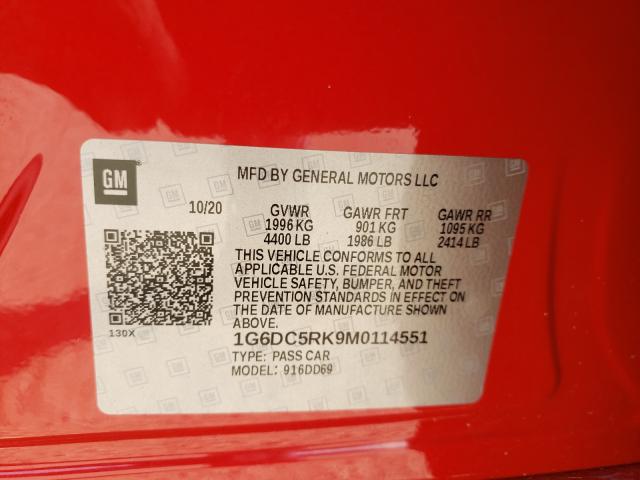 GM
MFD BY GENERAL MOTORS LLC
10/20 GVWR GAWR FRT GAWR RR
1996 KG 901 KG 1095 KG
4400 LB 1986 LB 2414 LB
THIS VEHICLE CONFORMS TO ALL
APPLICABLE U.S. FEDERAL MOTOR
VEHICLE SAFETY, BUMPER, AND THEFT
PREVENTION STANDARDS IN EFFECT ON
THE DATE OF MANUFACTURE SHOWN
ABOVE.
130X
1G6DC5RK9M0114551
TYPE: PASS CAR
MODEL: 916DD69